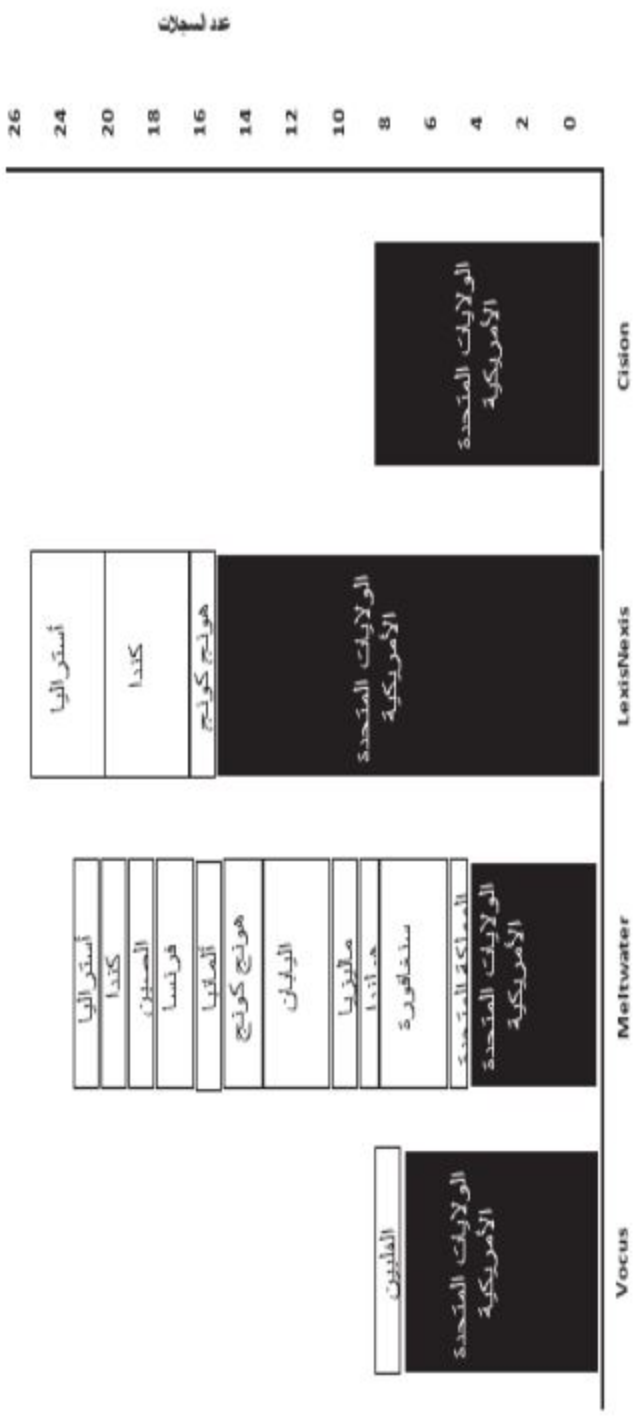 عدد السجلات
26
24
20
18
16
14
12
10
8
6
4
2
0
الولايات المتحدة
الأمريكية
Cision
أستراليا
كندا
هونج كونج
الولايات المتحدة
الأمريكية
LexisNexis
أستراليا
كندا
الصين
فرنسا
ألمانيا
هونج كونج
اليابان
ماليزيا
هولندا
سنغافورة
المملكة المتحدة
الولايات المتحدة
الأمريكية
Meltwater
الفلبين
الولايات المتحدة
الأمريكية
Vocus